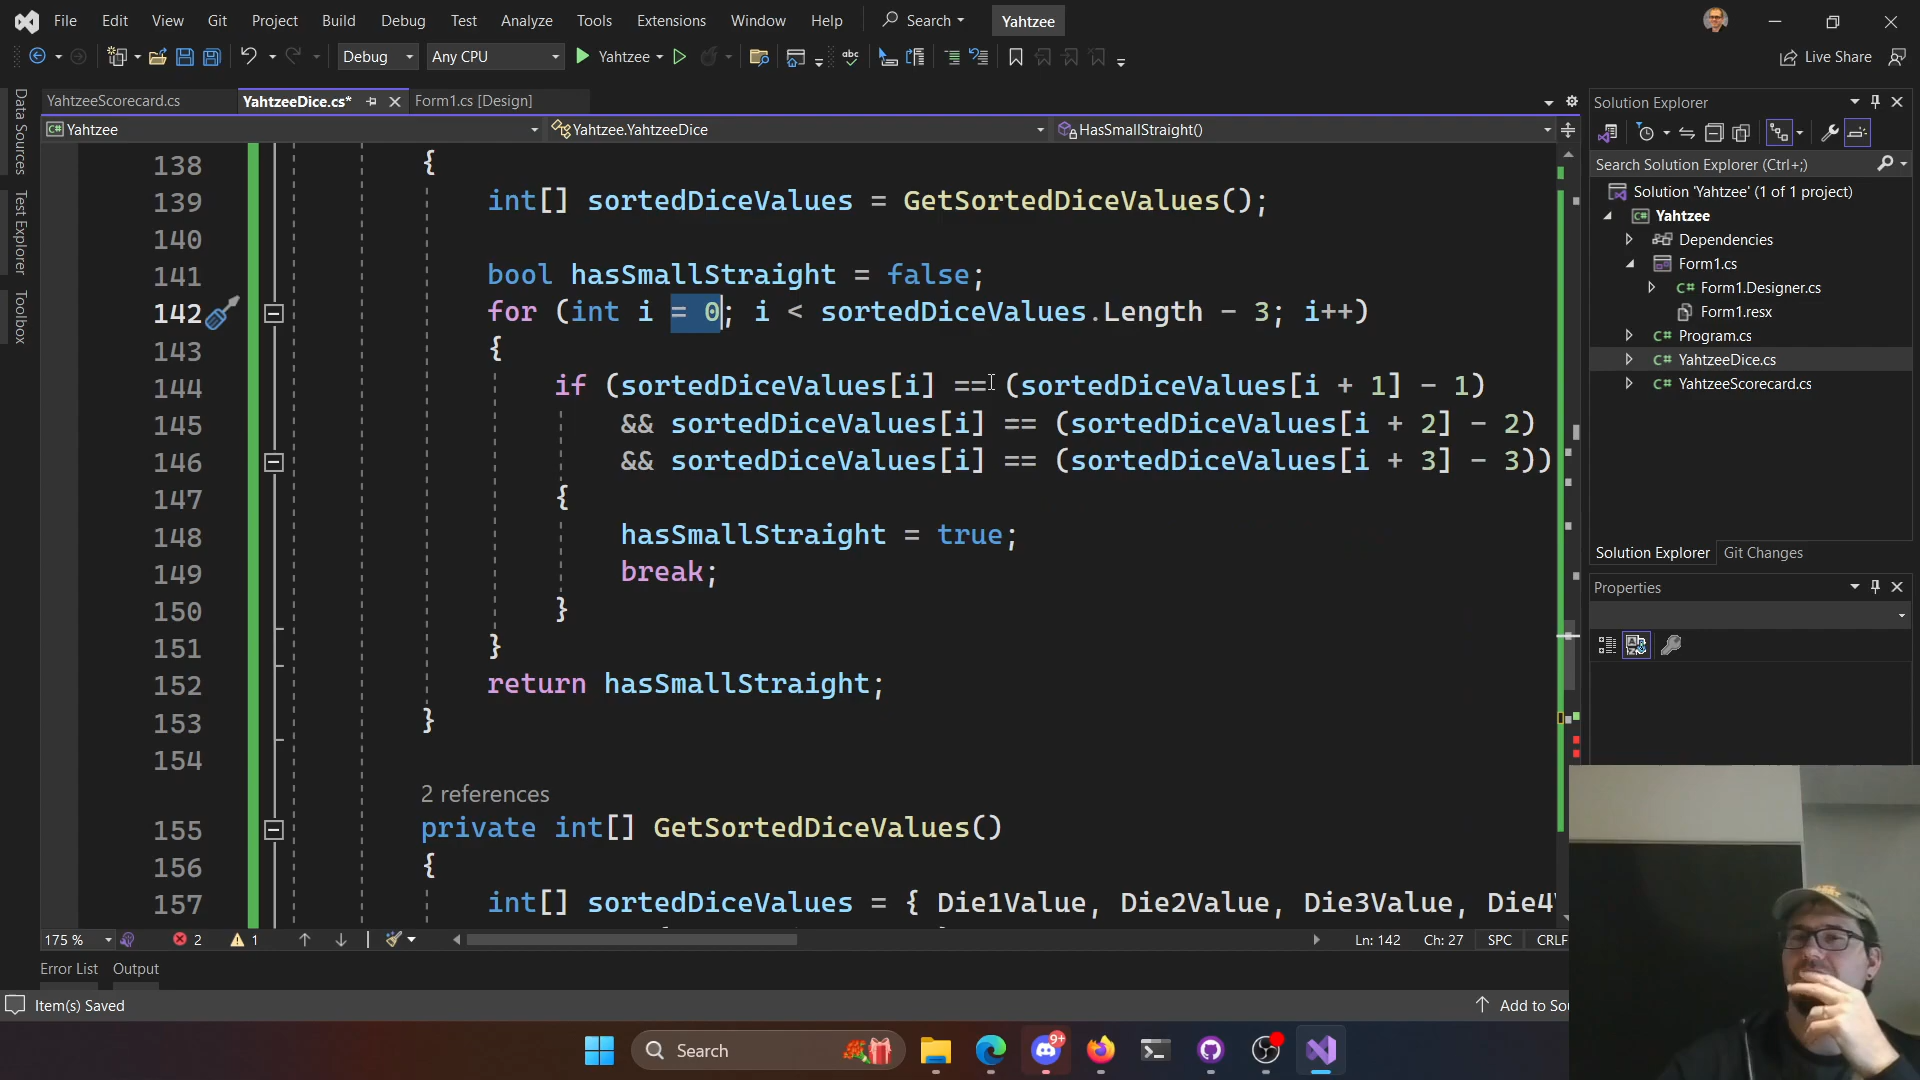 File Edit View Git Project Build Debug Test Analyze Tools Extensions Window Help Search Yahtzee
Debug Any CPU Yahtzee Live Share
YahtzeeScorecard.cs YahtzeeDice.cs* Form1.cs [Design]
Yahtzee Yahtzee.YahtzeeDice HasSmallStraight()
Data Sources
Test Explorer
Toolbox
138 {
139 int[] sortedDiceValues = GetSortedDiceValues();
140
141 bool hasSmallStraight = false;
142 for (int i = 0; i < sortedDiceValues.Length - 3; i++)
143 {
144 if (sortedDiceValues[i] == (sortedDiceValues[i + 1] - 1)
145 && sortedDiceValues[i] == (sortedDiceValues[i + 2] - 2)
146 && sortedDiceValues[i] == (sortedDiceValues[i + 3] - 3))
147 {
148 hasSmallStraight = true;
149 break;
150 }
151 }
152 return hasSmallStraight;
153 }
154
2 references
155 private int[] GetSortedDiceValues()
156 {
157 int[] sortedDiceValues = { Die1Value, Die2Value, Die3Value, Die4V
175 % 2 1 Ln: 142 Ch: 27 SPC CRLF
Error List Output
Item(s) Saved Add to Sou
Solution Explorer
Search Solution Explorer (Ctrl+;)
Solution 'Yahtzee' (1 of 1 project)
C# Yahtzee
Dependencies
Form1.cs
C# Form1.Designer.cs
Form1.resx
C# Program.cs
C# YahtzeeDice.cs
C# YahtzeeScorecard.cs
Solution Explorer Git Changes
Properties
Search
9+